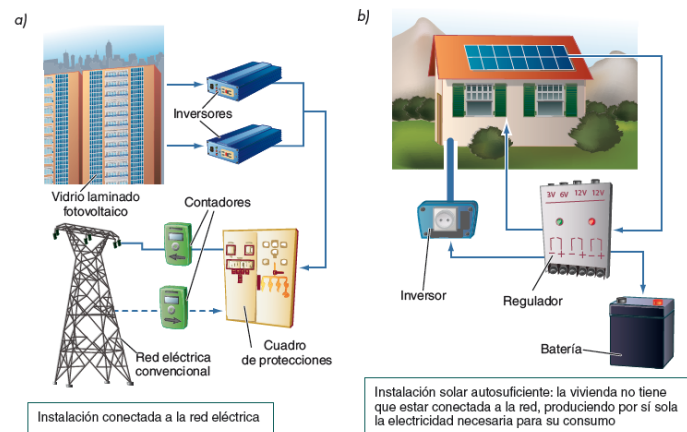 a)
Inversores
Vidrio laminado
fotovoltaico
Contadores
Red eléctrica
convencional
Cuadro
de protecciones
Instalación conectada a la red eléctrica
b)
3V 6V 12V 12V
Inversor
Regulador
Batería
Instalación solar autosuficiente: la vivienda no tiene
que estar conectada a la red, produciendo por sí sola
la electricidad necesaria para su consumo